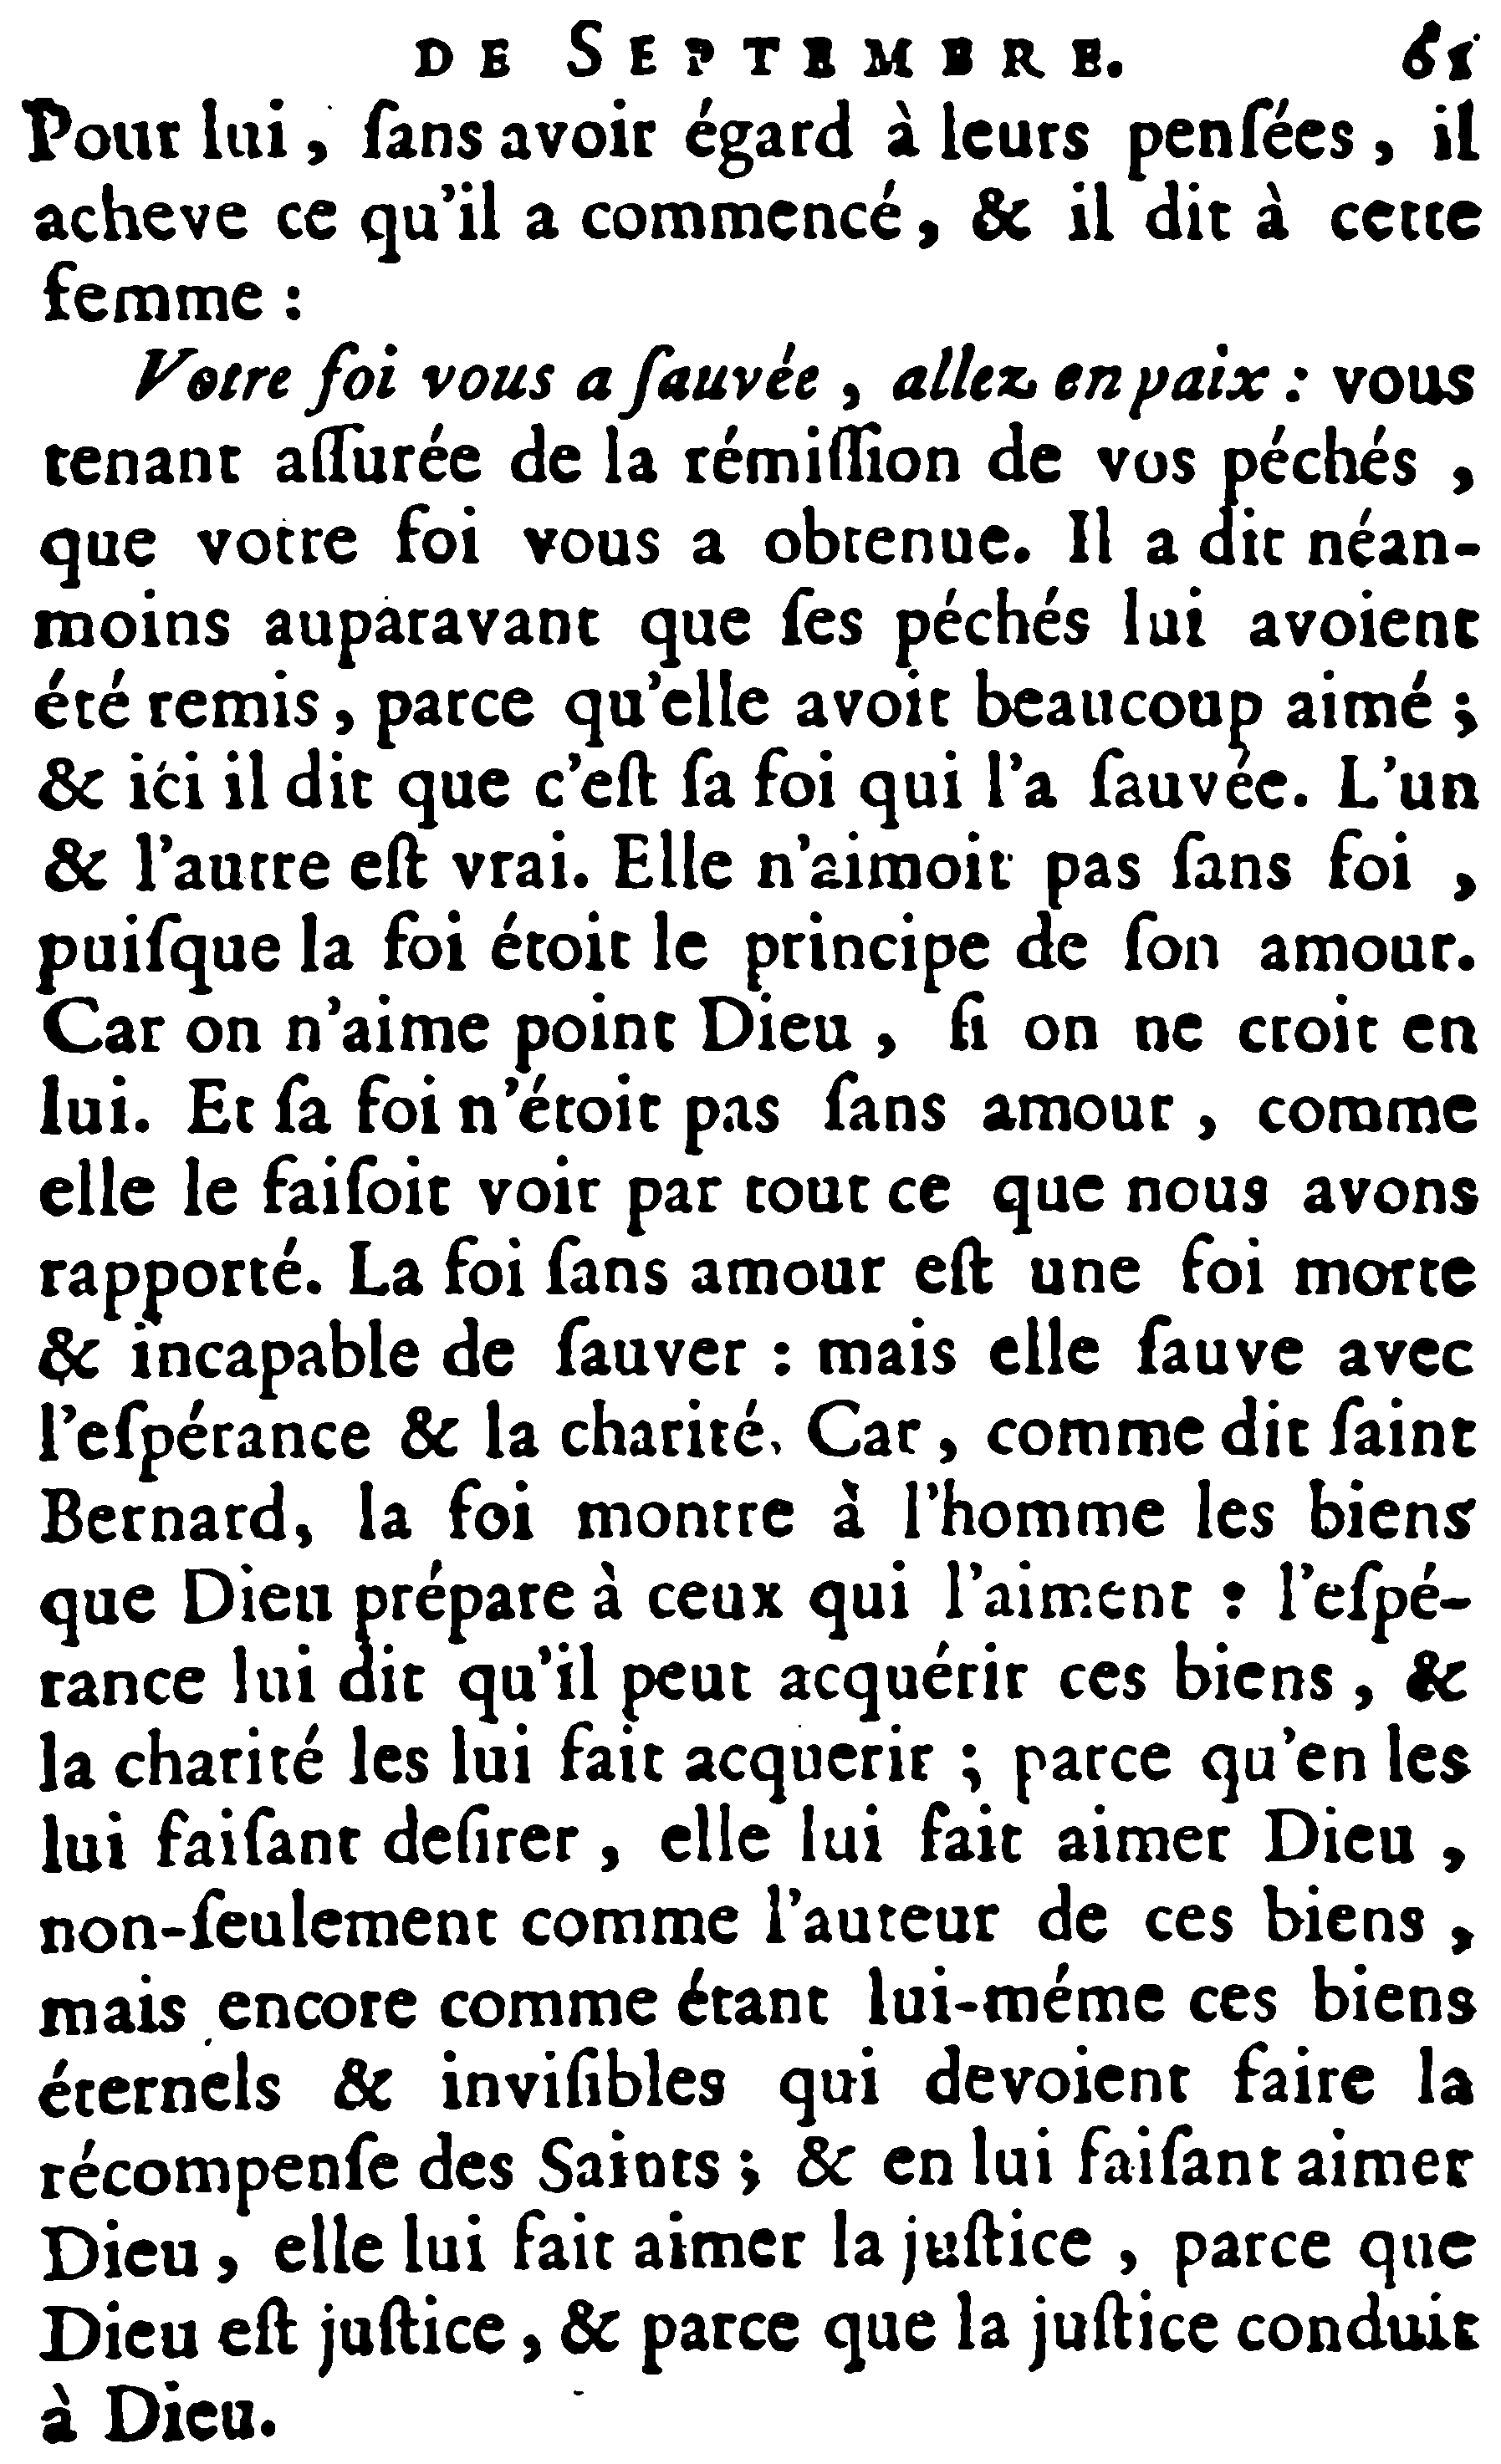 DE SEPTEMBRE. 61
Pour lui, ſans avoir égard à leurs penſées, il
acheve ce qu'il a commencé, & il dit à cette
femme :
Votre foi vous a ſauvée, allez en paix : vous
tenant aſſurée de la rémiſſion de vos péchés,
que votre foi vous a obtenue. Il a dit néan-
moins auparavant que ſes péchés lui avoient
été remis, parce qu'elle avoit beaucoup aimé ;
& ici il dit que c'eſt ſa foi qui l'a ſauvée. L'un
& l'autre eſt vrai. Elle n'aimoit pas ſans foi,
puiſque la foi étoit le principe de ſon amour.
Car on n'aime point Dieu, ſi on ne croit en
lui. Et ſa foi n'étoit pas ſans amour, comme
elle le faiſoit voir par tout ce que nous avons
rapporté. La foi ſans amour eſt une foi morte
& incapable de ſauver : mais elle ſauve avec
l'eſpérance & la charité. Car, comme dit ſaint
Bernard, la foi montre à l'homme les biens
que Dieu prépare à ceux qui l'aiment : l'eſpé-
rance lui dit qu'il peut acquérir ces biens, &
la charité les lui fait acquerir ; parce qu'en les
lui faiſant deſirer, elle lui fait aimer Dieu,
non-ſeulement comme l'auteur de ces biens,
mais encore comme étant lui-méme ces biens
éternels & inviſibles qui devoient faire la
récompenſe des Saints ; & en lui faiſant aimer
Dieu, elle lui fait aimer la juſtice, parce que
Dieu eſt juſtice, & parce que la juſtice conduit
à Dieu.